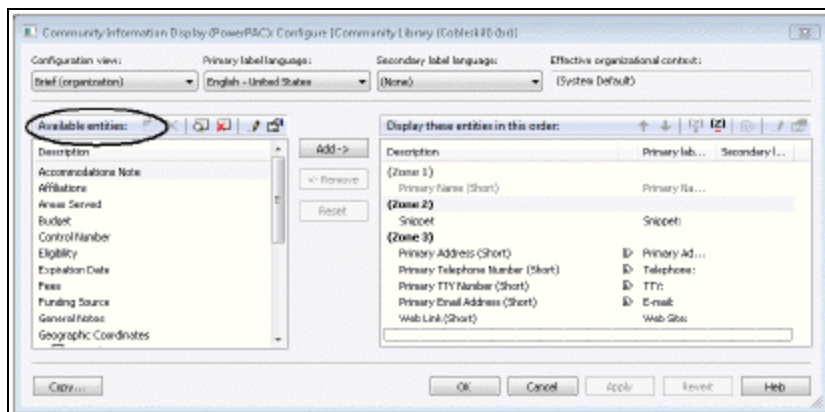 Community Information Display (PowerPAC): Configure [Community Library (Cobleskill) (br)]
Configuration view: Primary label language: Secondary label language: Effective organizational context:
Brief (organization) English - United States (None) (System Default)
Available entities: Display these entities in this order:
Description Add -> Description Primary lab... Secondary l...
Accommodations Note (Zone 1)
Affiliations <- Remove Primary Name (Short) Primary Na...
Areas Served (Zone 2)
Budget Reset Snippet Snippet:
Control Number (Zone 3)
Eligibility Primary Address (Short) Primary Ad...
Expiration Date Primary Telephone Number (Short) Telephone:
Fees Primary TTY Number (Short) TTY:
Funding Source Primary Email Address (Short) E-mail:
General Notes Web Link (Short) Web Site:
Geographic Coordinates
Copy... OK Cancel Apply Revert Help